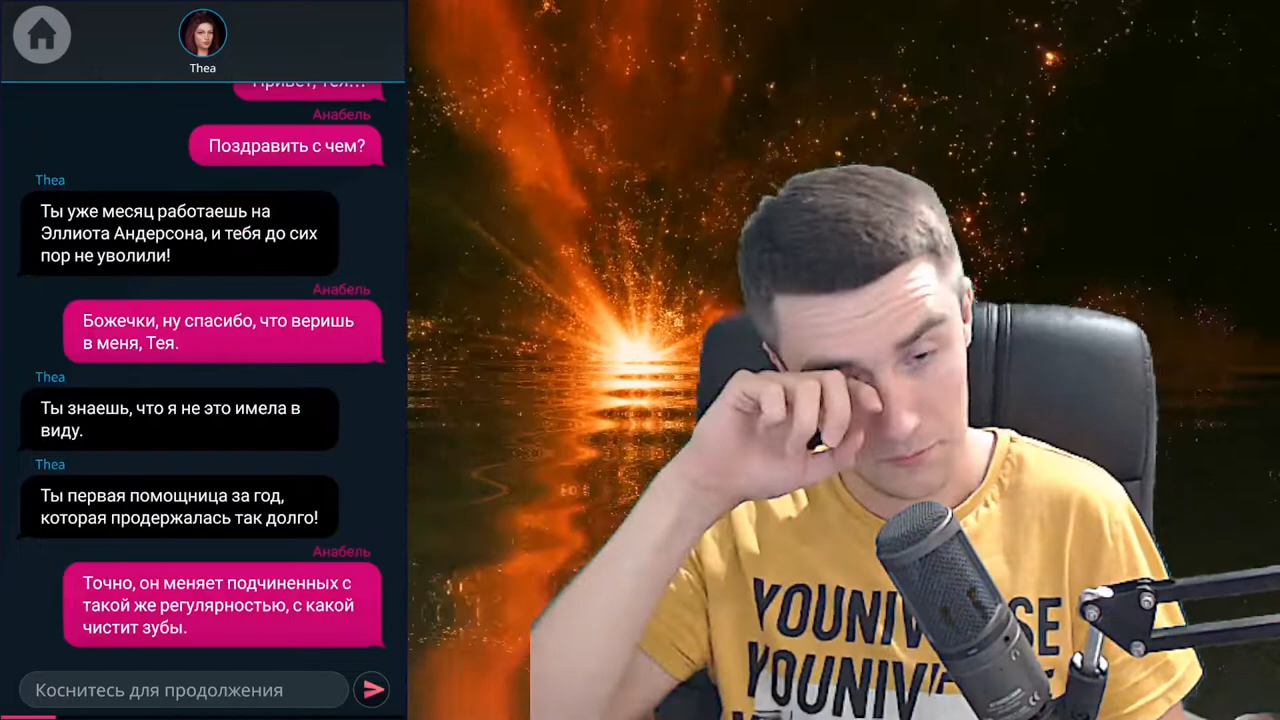 Thea
Привет, Тея...
Анабель
Поздравить с чем?
Thea
Ты уже месяц работаешь на
Эллиота Андерсона, и тебя до сих
пор не уволили!
Анабель
Божечки, ну спасибо, что веришь
в меня, Тея.
Thea
Ты знаешь, что я не это имела в
виду.
Thea
Ты первая помощница за год,
которая продержалась так долго!
Анабель
Точно, он меняет подчиненных с
такой же регулярностью, с какой
чистит зубы.
Коснитесь для продолжения